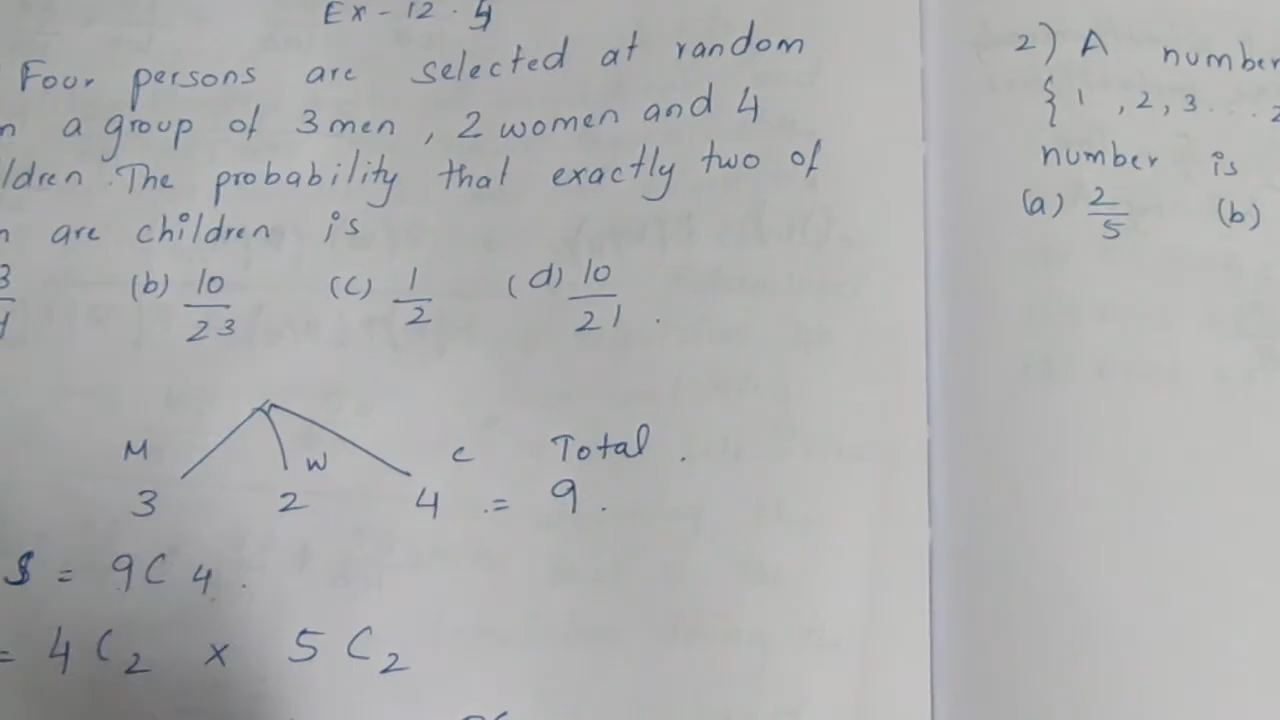 Ex - 12.4
Four persons are selected at random
n a group of 3 men, 2 women and 4
ldren. The probability that exactly two of
n are children is
(b) 10/23 (c) 1/2 (d) 10/21.
M W C Total.
3 2 4 = 9.
S = 9C4.
= 4C2 x 5C2
2) A number
{1, 2, 3...
number is
(a) 2/5 (b)